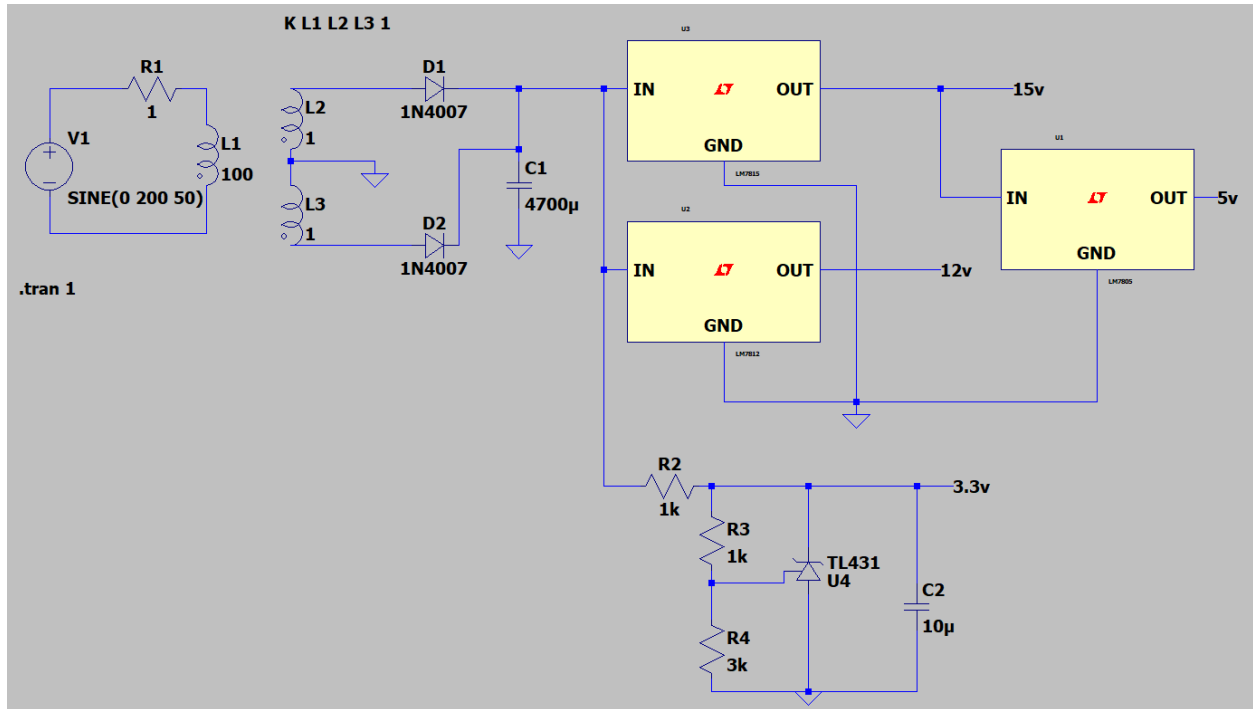 K L1 L2 L3 1
R1
1
V1
SINE(0 200 50)
L1
100
.tran 1
L2
1
L3
1
D1
1N4007
D2
1N4007
C1
4700µ
U3
IN
OUT
GND
LM7815
15v
U1
IN
OUT
GND
LM7805
5v
U2
IN
OUT
GND
LM7812
12v
R2
1k
3.3v
R3
1k
TL431
U4
C2
10µ
R4
3k